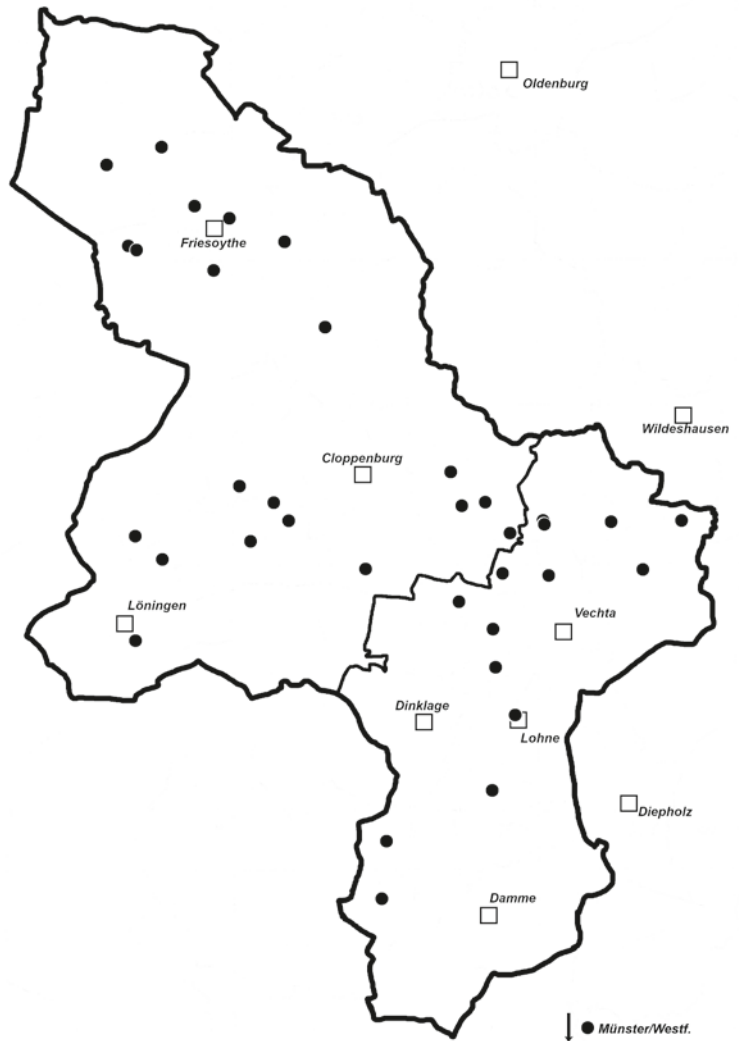 Oldenburg
Friesoythe
Wildeshausen
Cloppenburg
Löningen
Vechta
Dinklage
Lohne
Diepholz
Damme
Münster/Westf.